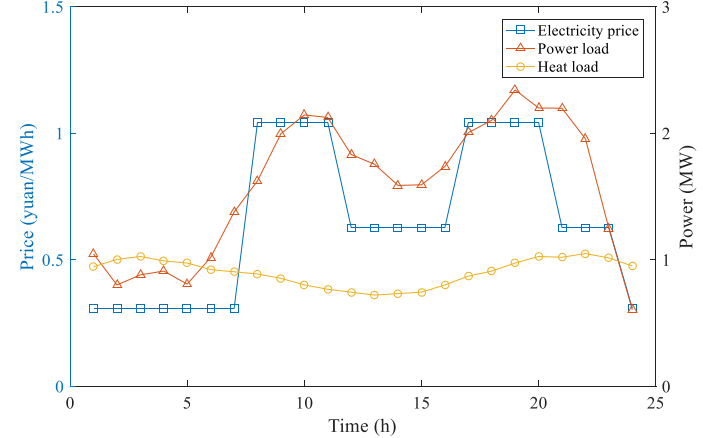 1.5
3
Electricity price
Power load
Heat load
1
2
Price (yuan/MWh)
Power (MW)
0.5
1
0
0
0
5
10
15
20
25
Time (h)